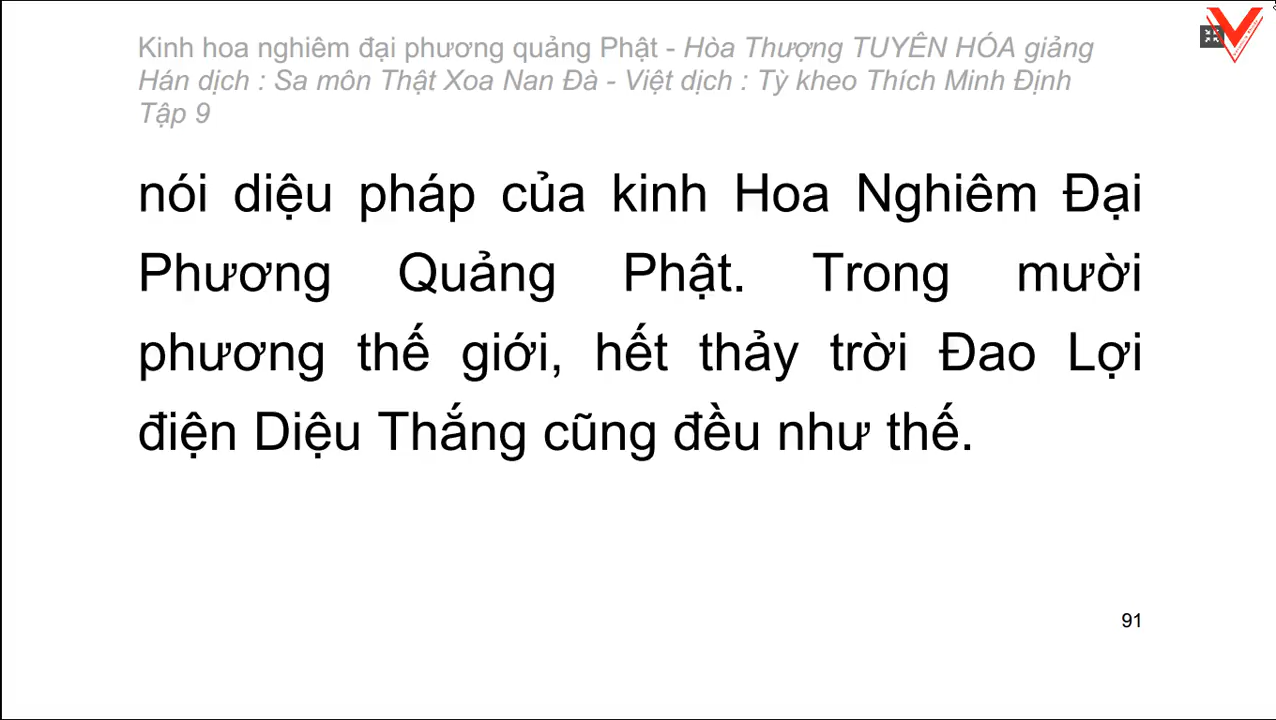 Kinh hoa nghiêm đại phương quảng Phật - Hòa Thượng TUYÊN HÓA giảng
Hán dịch : Sa môn Thật Xoa Nan Đà - Việt dịch : Tỳ kheo Thích Minh Định
Tập 9
nói diệu pháp của kinh Hoa Nghiêm Đại
Phương Quảng Phật. Trong mười
phương thế giới, hết thảy trời Đao Lợi
điện Diệu Thắng cũng đều như thế.
91